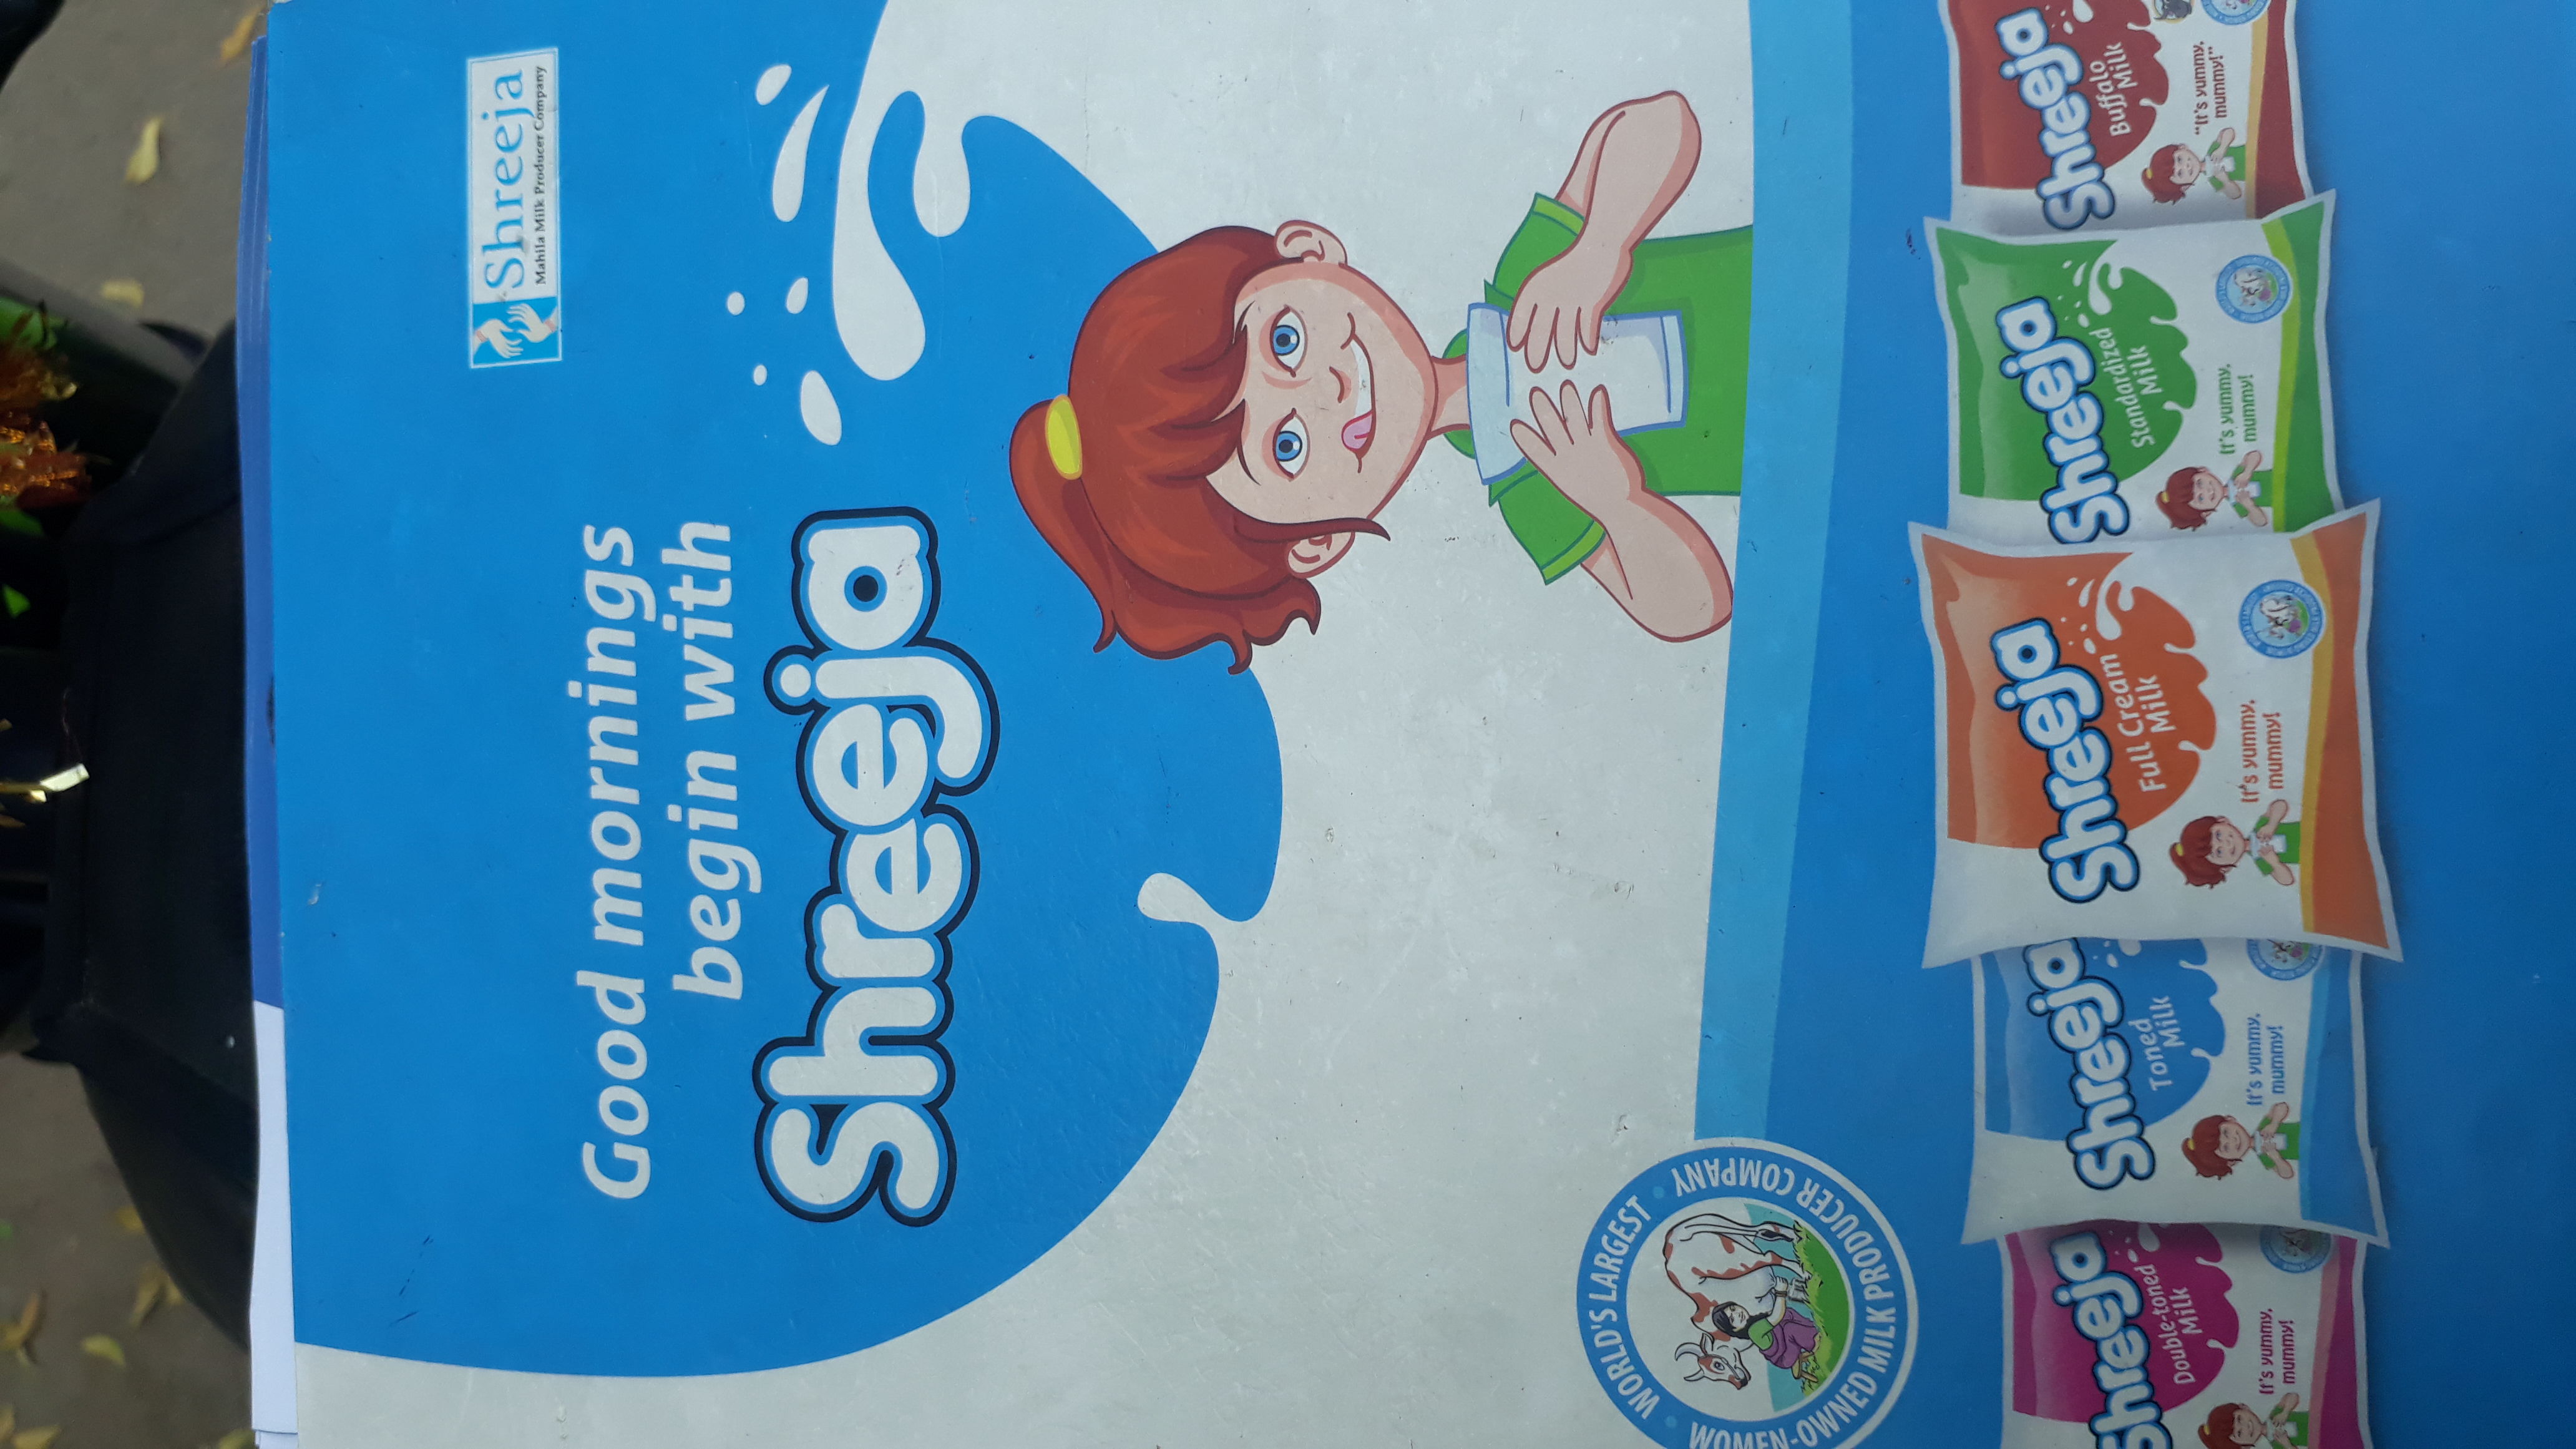 Shreeja
Mahila Milk Producer Company
Good mornings
begin with
Shreeja
WORLD'S LARGEST
WOMEN-OWNED MILK PRODUCER COMPANY
Shreeja
Double-toned
Milk
It's yummy,
mummy!
Shreeja
Toned
Milk
It's yummy,
mummy!
Shreeja
Full Cream
Milk
It's yummy,
mummy!
Shreeja
Standardized
Milk
It's yummy,
mummy!
Shreeja
Buffalo
Milk
"It's yummy,
mummy!"